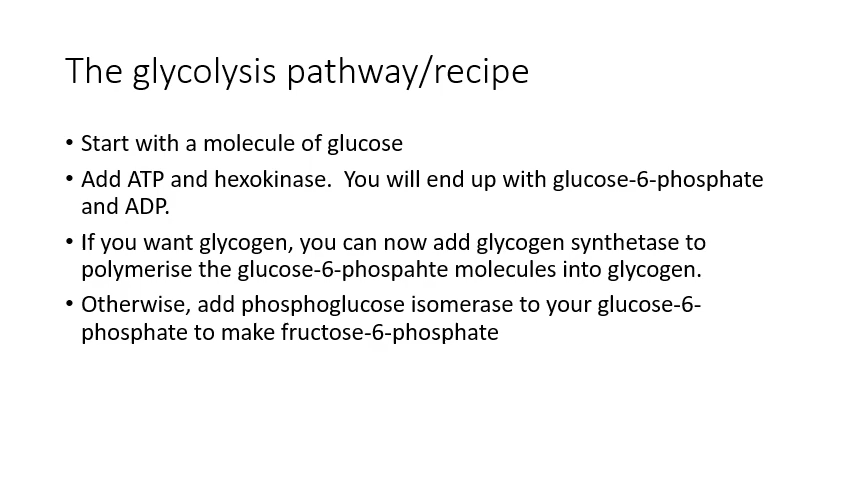 The glycolysis pathway/recipe
• Start with a molecule of glucose
• Add ATP and hexokinase.  You will end up with glucose-6-phosphate
and ADP.
• If you want glycogen, you can now add glycogen synthetase to
polymerise the glucose-6-phospahte molecules into glycogen.
• Otherwise, add phosphoglucose isomerase to your glucose-6-
phosphate to make fructose-6-phosphate